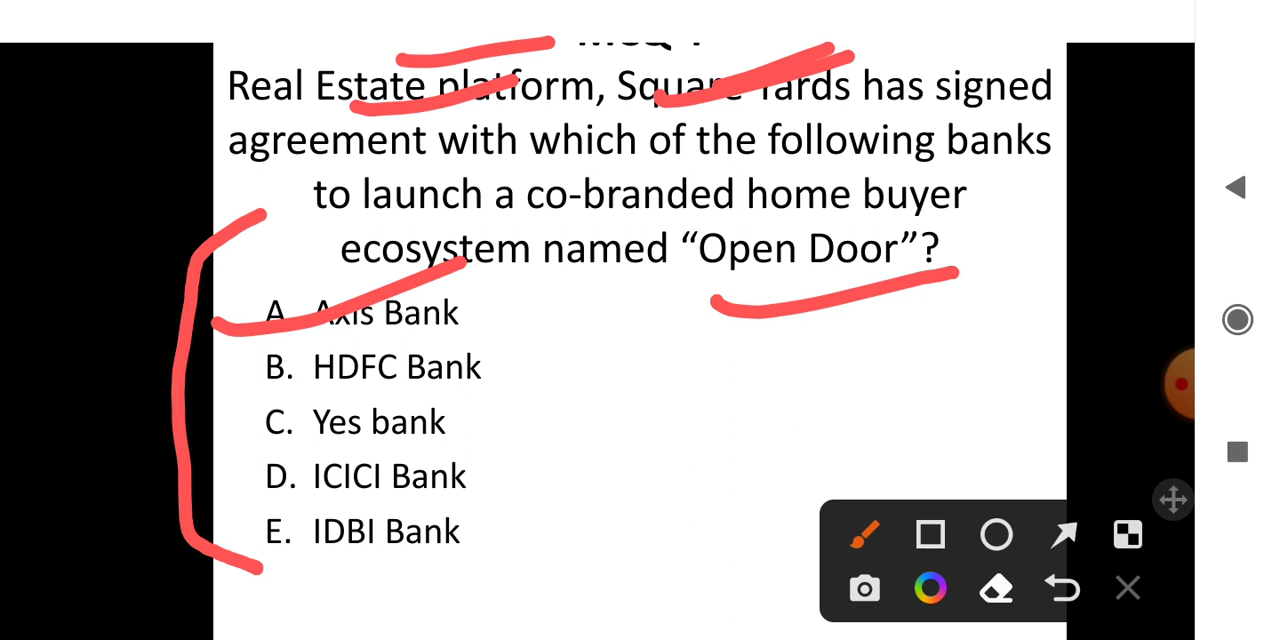 Real Estate platform, Square Yards has signed
agreement with which of the following banks
to launch a co-branded home buyer
ecosystem named “Open Door”?
A. Axis Bank
B. HDFC Bank
C. Yes bank
D. ICICI Bank
E. IDBI Bank